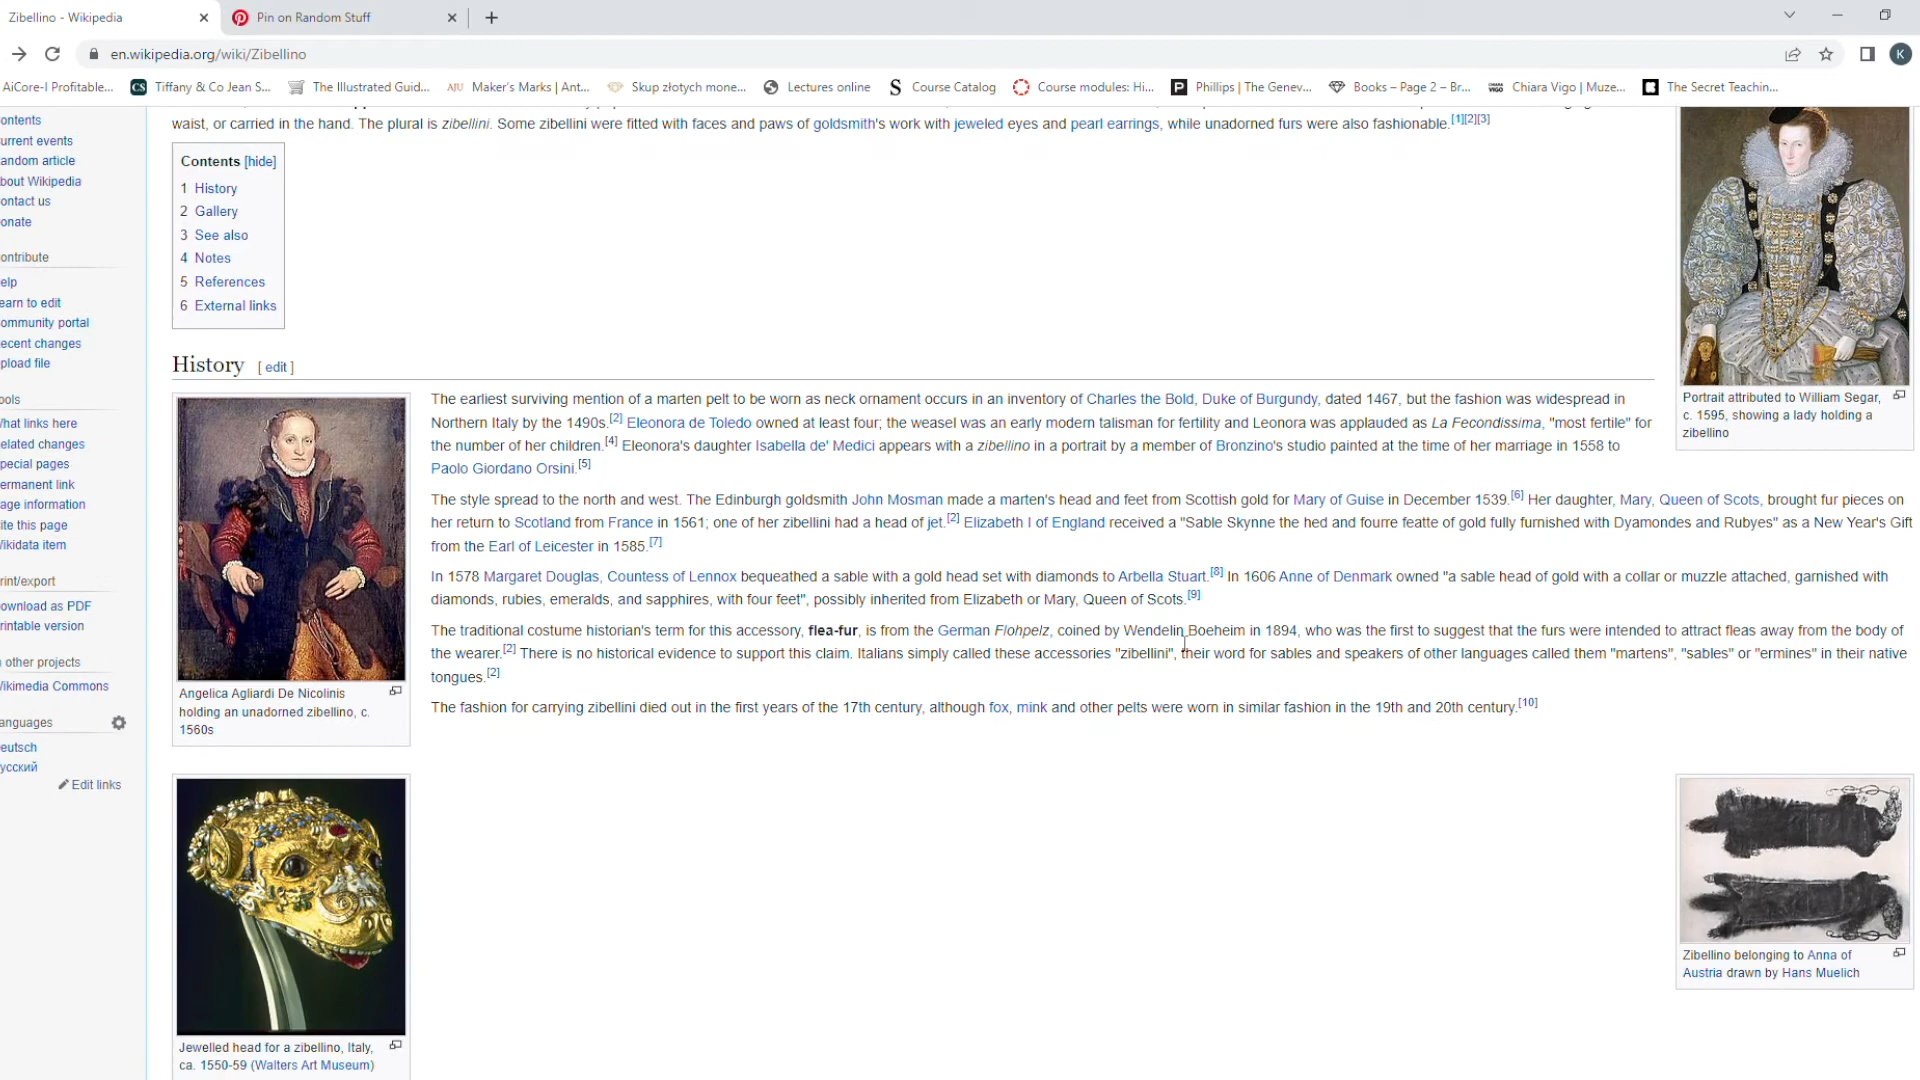 Zibellino - Wikipedia
Pin on Random Stuff
en.wikipedia.org/wiki/Zibellino
K
AiCore-I Profitable...
CS Tiffany & Co Jean S...
The Illustrated Guid...
AJU Maker's Marks | Ant...
Skup złotych mone...
Lectures online
S Course Catalog
Course modules: Hi...
P Phillips | The Genev...
Books – Page 2 – Br...
Chiara Vigo | Muze...
The Secret Teachin...
ontents
urrent events
andom article
bout Wikipedia
ontact us
onate
ontribute
elp
earn to edit
ommunity portal
ecent changes
pload file
ools
hat links here
elated changes
pecial pages
ermanent link
age information
ite this page
ikidata item
rint/export
ownload as PDF
rintable version
other projects
ikimedia Commons
anguages
eutsch
усский
Edit links
waist, or carried in the hand. The plural is zibellini. Some zibellini were fitted with faces and paws of goldsmith's work with jeweled eyes and pearl earrings, while unadorned furs were also fashionable.[1][2][3]
Contents [hide]
1 History
2 Gallery
3 See also
4 Notes
5 References
6 External links
Portrait attributed to William Segar,
c. 1595, showing a lady holding a
zibellino
History [ edit ]
Angelica Agliardi De Nicolinis
holding an unadorned zibellino, c.
1560s
The earliest surviving mention of a marten pelt to be worn as neck ornament occurs in an inventory of Charles the Bold, Duke of Burgundy, dated 1467, but the fashion was widespread in
Northern Italy by the 1490s.[2] Eleonora de Toledo owned at least four; the weasel was an early modern talisman for fertility and Leonora was applauded as La Fecondissima, "most fertile" for
the number of her children.[4] Eleonora's daughter Isabella de' Medici appears with a zibellino in a portrait by a member of Bronzino's studio painted at the time of her marriage in 1558 to
Paolo Giordano Orsini.[5]
The style spread to the north and west. The Edinburgh goldsmith John Mosman made a marten's head and feet from Scottish gold for Mary of Guise in December 1539.[6] Her daughter, Mary, Queen of Scots, brought fur pieces on
her return to Scotland from France in 1561; one of her zibellini had a head of jet.[2] Elizabeth I of England received a "Sable Skynne the hed and fourre featte of gold fully furnished with Dyamondes and Rubyes" as a New Year's Gift
from the Earl of Leicester in 1585.[7]
In 1578 Margaret Douglas, Countess of Lennox bequeathed a sable with a gold head set with diamonds to Arbella Stuart.[8] In 1606 Anne of Denmark owned "a sable head of gold with a collar or muzzle attached, garnished with
diamonds, rubies, emeralds, and sapphires, with four feet", possibly inherited from Elizabeth or Mary, Queen of Scots.[9]
The traditional costume historian's term for this accessory, flea-fur, is from the German Flohpelz, coined by Wendelin Boeheim in 1894, who was the first to suggest that the furs were intended to attract fleas away from the body of
the wearer.[2] There is no historical evidence to support this claim. Italians simply called these accessories "zibellini", their word for sables and speakers of other languages called them "martens", "sables" or "ermines" in their native
tongues.[2]
The fashion for carrying zibellini died out in the first years of the 17th century, although fox, mink and other pelts were worn in similar fashion in the 19th and 20th century.[10]
Jewelled head for a zibellino, Italy,
ca. 1550-59 (Walters Art Museum)
Zibellino belonging to Anna of
Austria drawn by Hans Muelich